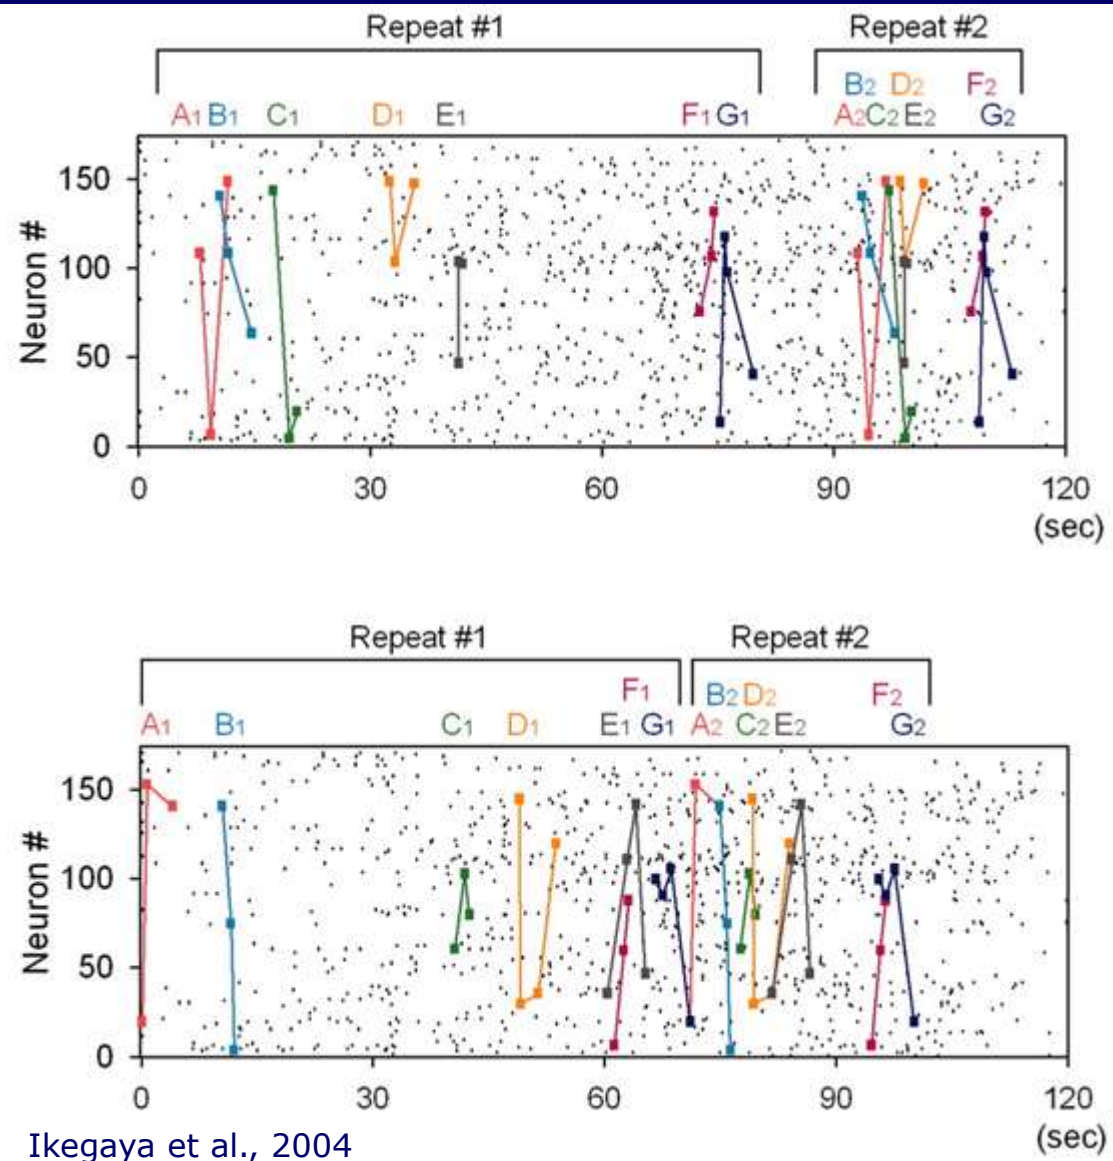 Repeat #1 Repeat #2
B2 D2 F2
A1 B1 C1 D1 E1 F1 G1 A2 C2 E2 G2
150
100
50
0
Neuron #
0 30 60 90 120
(sec)
Repeat #1 Repeat #2
F1 B2 D2 F2
A1 B1 C1 D1 E1 G1 A2 C2 E2 G2
150
100
50
0
Neuron #
0 30 60 90 120
(sec)
Ikegaya et al., 2004